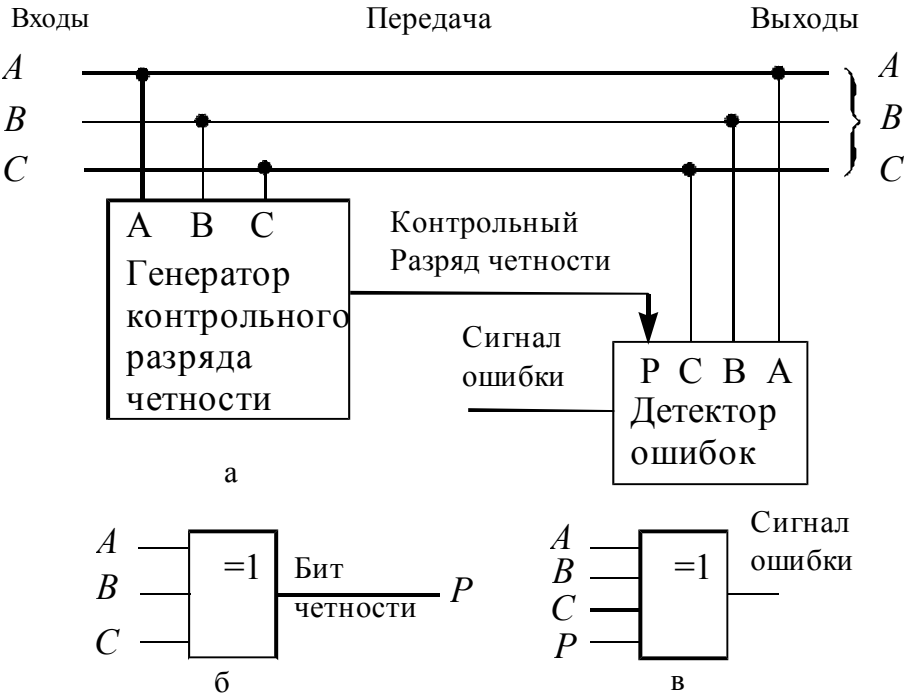 Входы Передача Выходы
A A
B B
C C
A B C
Генератор
контрольного
разряда
четности
Контрольный
Разряд четности
Сигнал
ошибки
P C B A
Детектор
ошибок
а
A
B
C
=1
Бит
четности
P
б
A
B
C
P
=1
Сигнал
ошибки
в